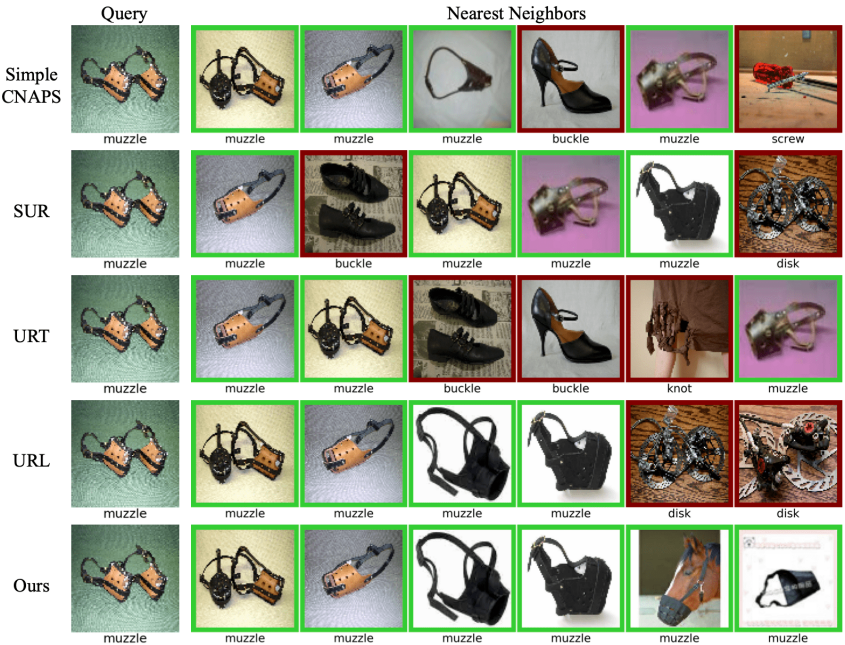 Query Nearest Neighbors
Simple
CNAPS
muzzle muzzle muzzle muzzle buckle muzzle screw
SUR
muzzle muzzle buckle muzzle muzzle muzzle disk
URT
muzzle muzzle muzzle buckle buckle knot muzzle
URL
muzzle muzzle muzzle muzzle muzzle disk disk
Ours
muzzle muzzle muzzle muzzle muzzle muzzle muzzle